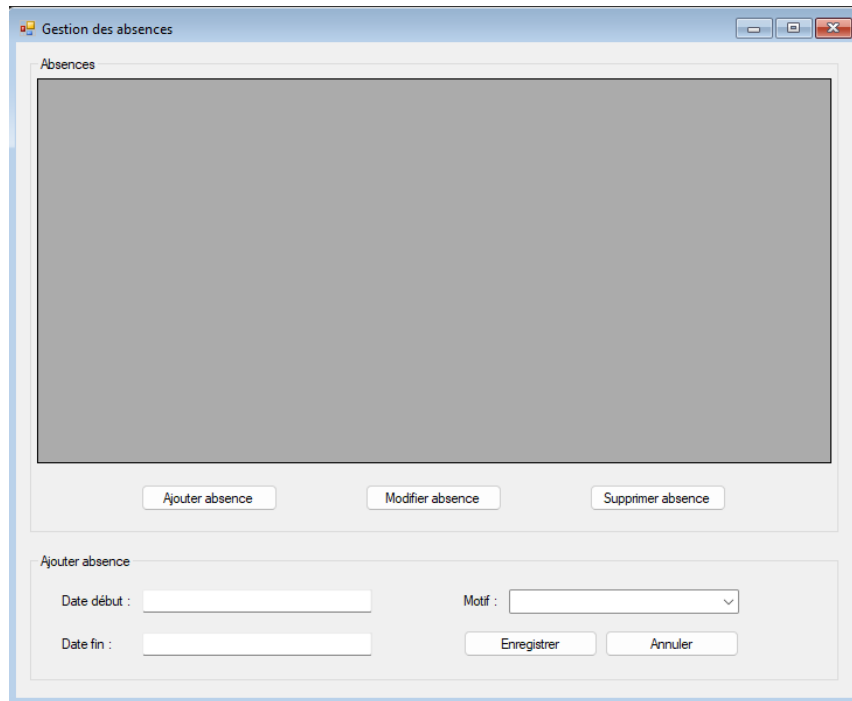 Gestion des absences
Absences
Ajouter absence Modifier absence Supprimer absence
Ajouter absence
Date début : Motif :
Date fin : Enregistrer Annuler